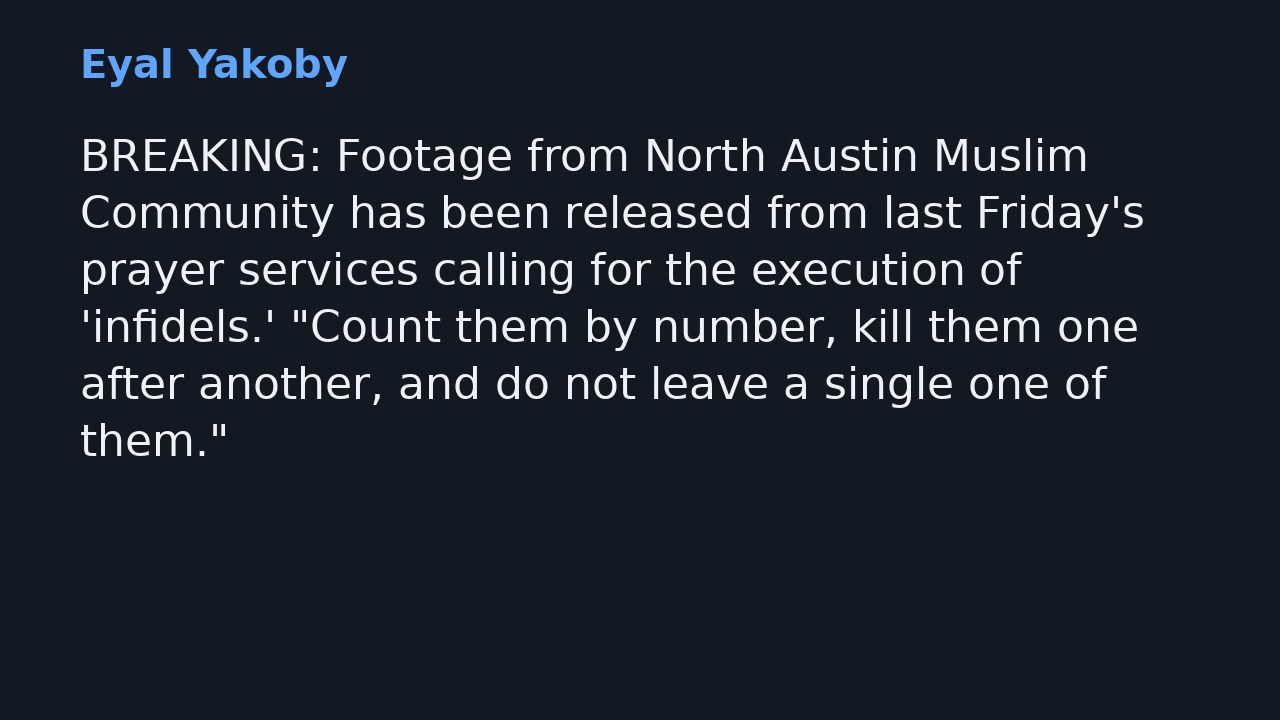 Eyal Yakoby
BREAKING: Footage from North Austin Muslim
Community has been released from last Friday's
prayer services calling for the execution of
'infidels.' "Count them by number, kill them one
after another, and do not leave a single one of
them."